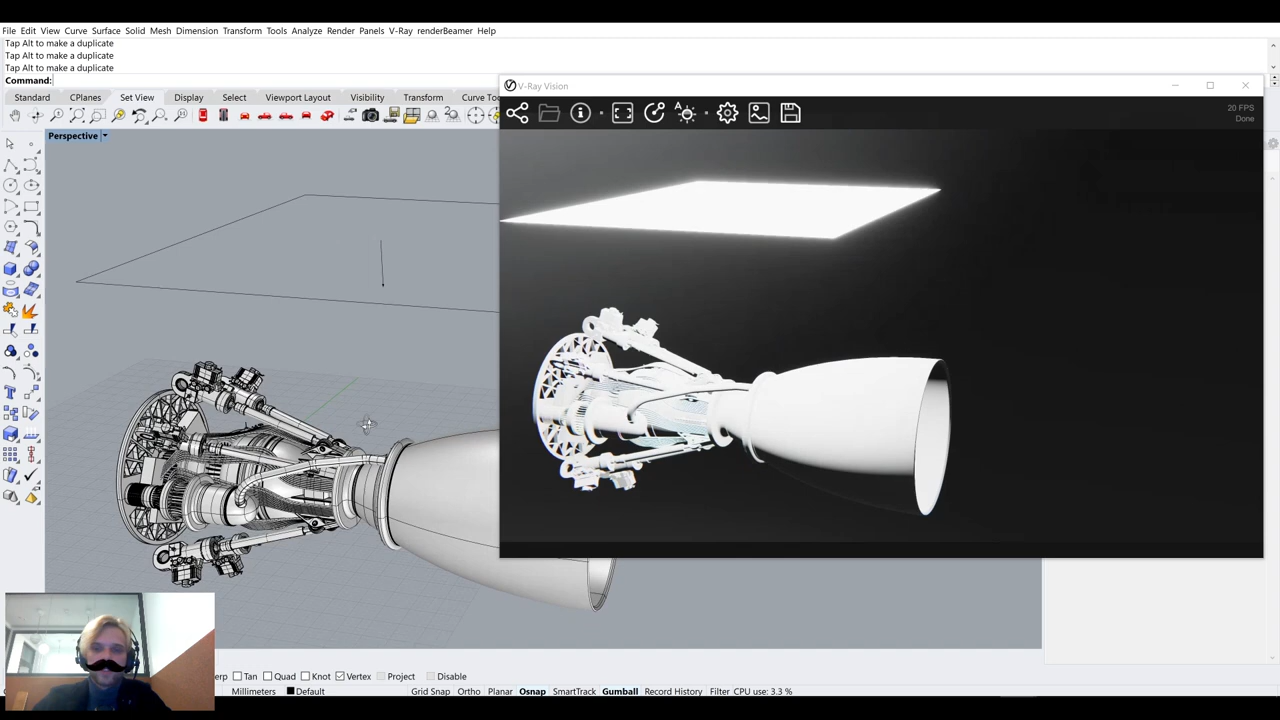 File Edit View Curve Surface Solid Mesh Dimension Transform Tools Analyze Render Panels V-Ray renderBeamer Help
Tap Alt to make a duplicate
Tap Alt to make a duplicate
Tap Alt to make a duplicate
Command:
V-Ray Vision
Standard CPlanes Set View Display Select Viewport Layout Visibility Transform Curve Too
20 FPS
Done
Perspective
erp Tan Quad Knot Vertex Project Disable
Millimeters Default Grid Snap Ortho Planar Osnap SmartTrack Gumball Record History Filter CPU use: 3.3 %